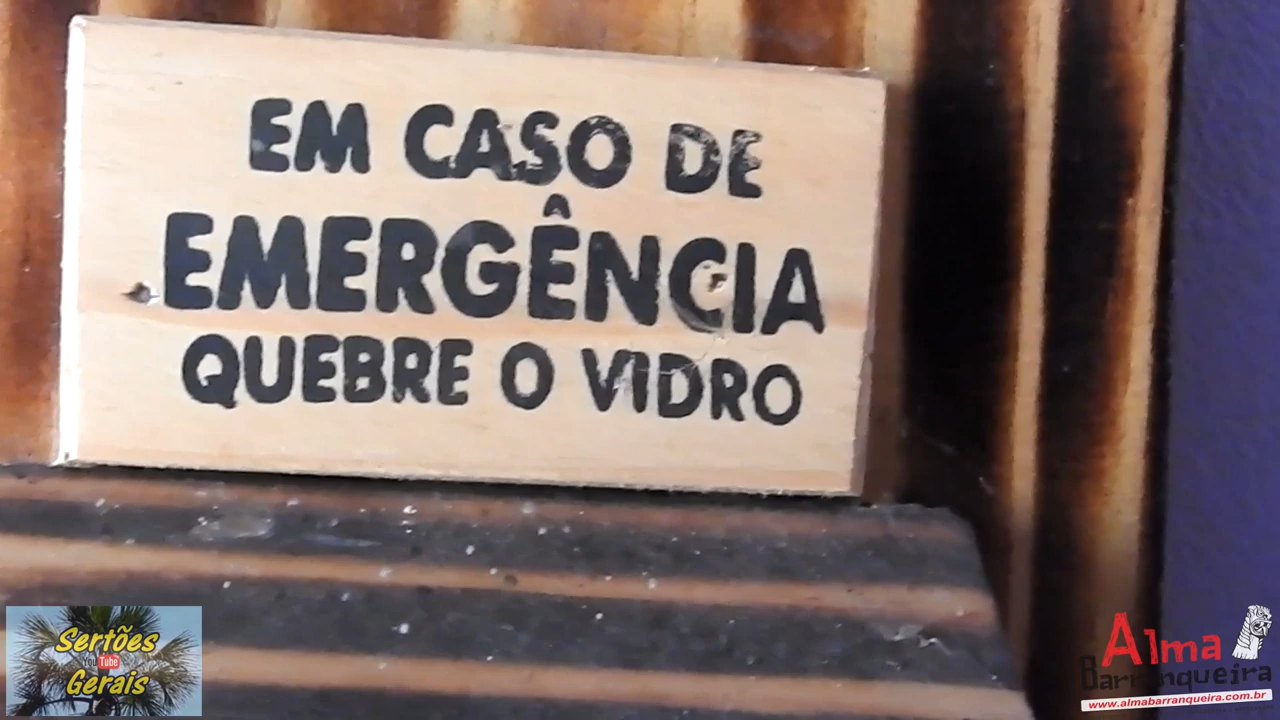 EM CASO DE
EMERGÊNCIA
QUEBRE O VIDRO
Sertões
YouTube
Gerais
Alma
Barranqueira
www.almabarranqueira.com.br